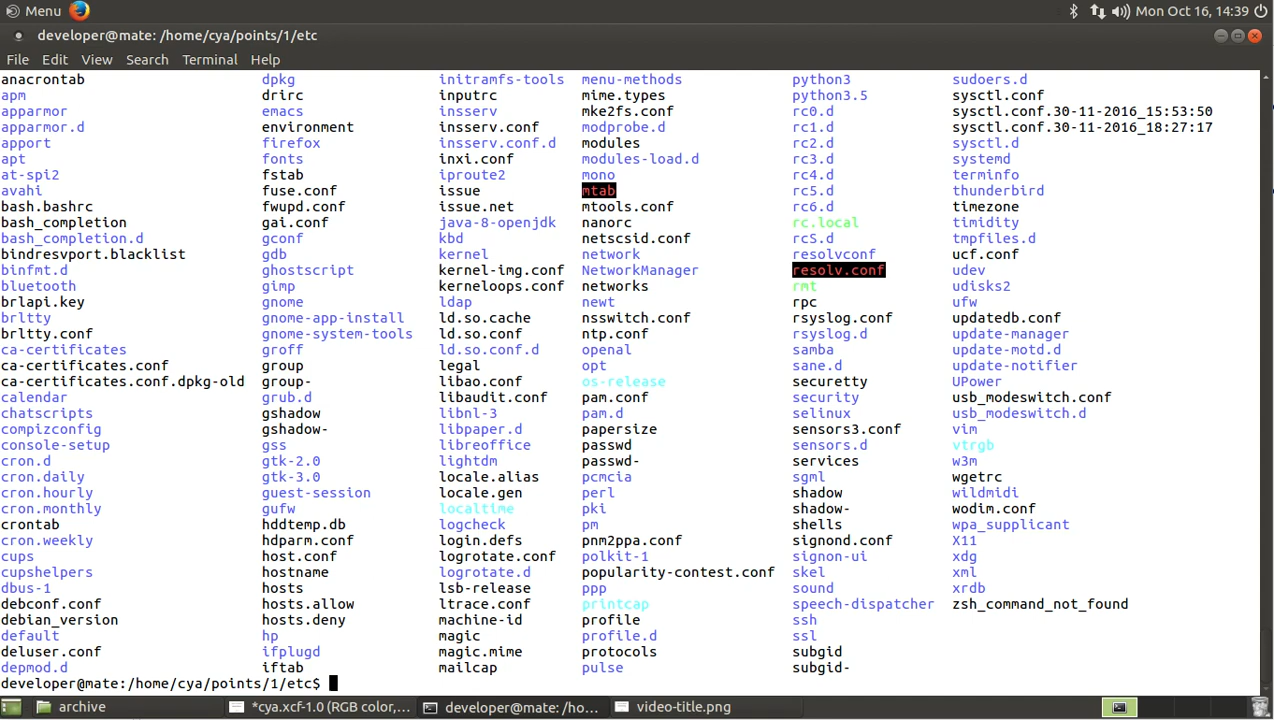 Menu Mon Oct 16, 14:39
developer@mate: /home/cya/points/1/etc
File Edit View Search Terminal Help
anacrontab dpkg initramfs-tools menu-methods python3 sudoers.d
apm drirc inputrc mime.types python3.5 sysctl.conf
apparmor emacs insserv mke2fs.conf rc0.d sysctl.conf.30-11-2016_15:53:50
apparmor.d environment insserv.conf modprobe.d rc1.d sysctl.conf.30-11-2016_18:27:17
apport firefox insserv.conf.d modules rc2.d sysctl.d
apt fonts inxi.conf modules-load.d rc3.d systemd
at-spi2 fstab iproute2 mono rc4.d terminfo
avahi fuse.conf issue mtab rc5.d thunderbird
bash.bashrc fwupd.conf issue.net mtools.conf rc6.d timezone
bash_completion gai.conf java-8-openjdk nanorc rc.local timidity
bash_completion.d gconf kbd netscsid.conf rcS.d tmpfiles.d
bindresvport.blacklist gdb kernel network resolvconf ucf.conf
binfmt.d ghostscript kernel-img.conf NetworkManager resolv.conf udev
bluetooth gimp kerneloops.conf networks rmt udisks2
brlapi.key gnome ldap newt rpc ufw
brltty gnome-app-install ld.so.cache nsswitch.conf rsyslog.conf updatedb.conf
brltty.conf gnome-system-tools ld.so.conf ntp.conf rsyslog.d update-manager
ca-certificates groff ld.so.conf.d openal samba update-motd.d
ca-certificates.conf group legal opt sane.d update-notifier
ca-certificates.conf.dpkg-old group- libao.conf os-release securetty UPower
calendar grub.d libaudit.conf pam.conf security usb_modeswitch.conf
chatscripts gshadow libnl-3 pam.d selinux usb_modeswitch.d
compizconfig gshadow- libpaper.d papersize sensors3.conf vim
console-setup gss libreoffice passwd sensors.d vtrgb
cron.d gtk-2.0 lightdm passwd- services w3m
cron.daily gtk-3.0 locale.alias pcmcia sgml wgetrc
cron.hourly guest-session locale.gen perl shadow wildmidi
cron.monthly gufw localtime pki shadow- wodim.conf
crontab hddtemp.db logcheck pm shells wpa_supplicant
cron.weekly hdparm.conf login.defs pnm2ppa.conf signond.conf X11
cups host.conf logrotate.conf polkit-1 signon-ui xdg
cupshelpers hostname logrotate.d popularity-contest.conf skel xml
dbus-1 hosts lsb-release ppp sound xrdb
debconf.conf hosts.allow ltrace.conf printcap speech-dispatcher zsh_command_not_found
debian_version hosts.deny machine-id profile ssh
default hp magic profile.d ssl
deluser.conf ifplugd magic.mime protocols subgid
depmod.d iftab mailcap pulse subgid-
developer@mate:/home/cya/points/1/etc$
archive *cya.xcf-1.0 (RGB color,... developer@mate: /ho... video-title.png